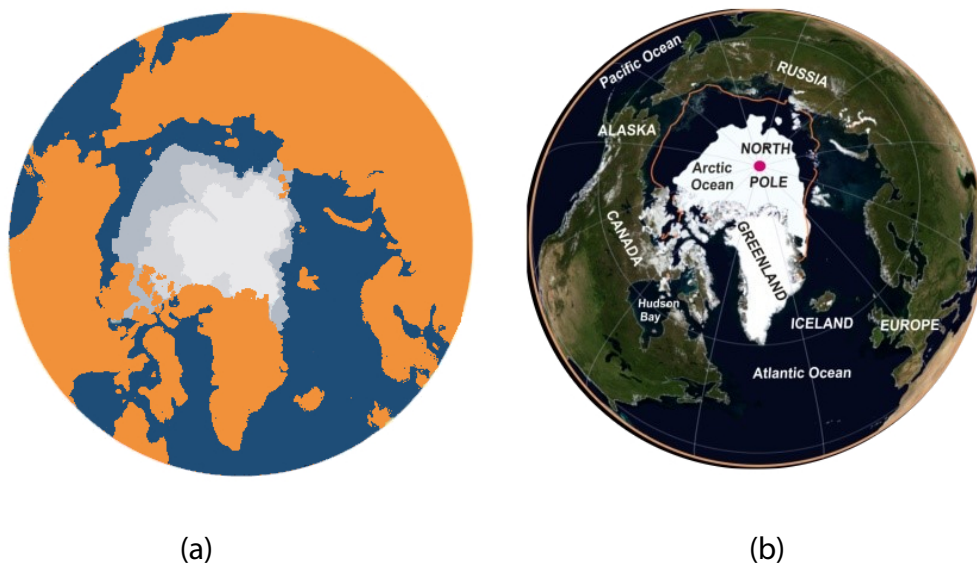 Pacific Ocean
RUSSIA
ALASKA
NORTH
POLE
Arctic
Ocean
CANADA
GREENLAND
Hudson
Bay
ICELAND
EUROPE
Atlantic Ocean
(a)
(b)